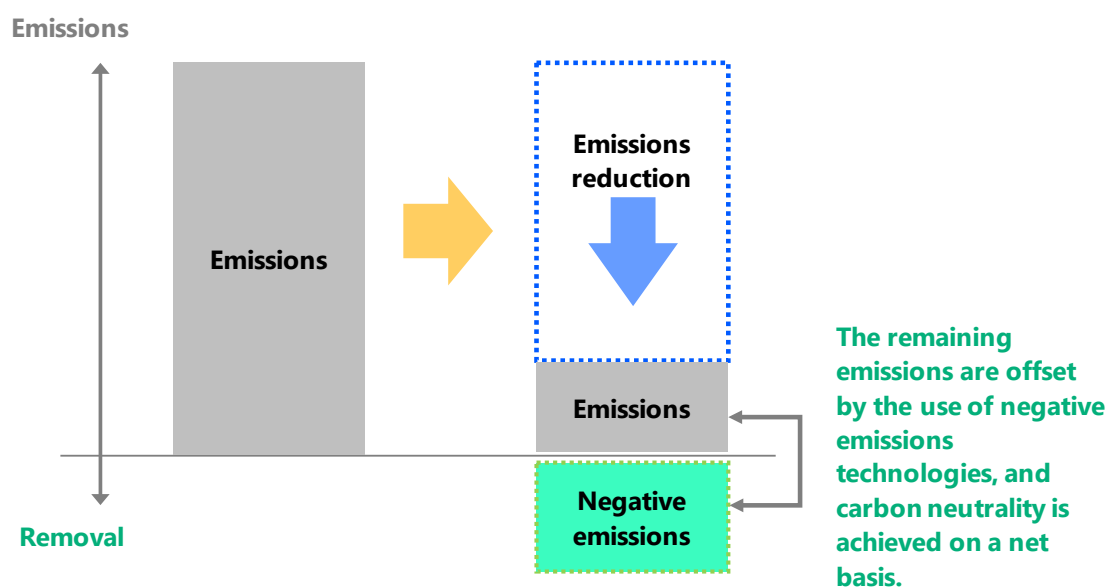 Emissions
Emissions
Emissions
reduction
Emissions
Negative
emissions
Removal
The remaining
emissions are offset
by the use of negative
emissions
technologies, and
carbon neutrality is
achieved on a net
basis.